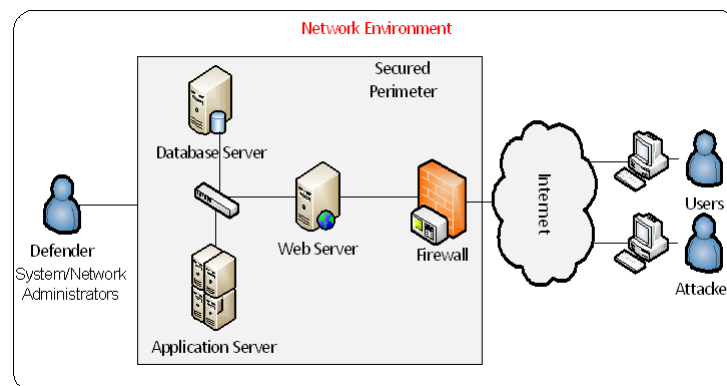 Network Environment
Secured
Perimeter
Database Server
Defender
System/Network
Administrators
Web Server
Firewall
Internet
Users
Attacke
Application Server